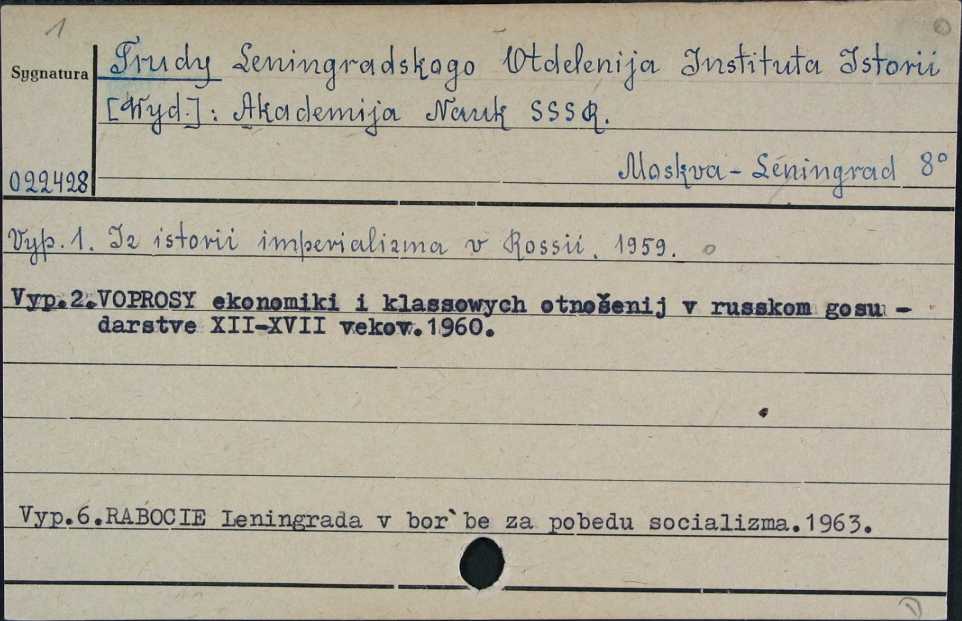 1
Sygnatura
Trudy Leningradskogo Otdelenija Instituta Istorii
[Wyd.]: Akademija Nauk SSSR.
Moskva - Leningrad 8°
022428
Vyp. 1. Iz istorii imperializma v Rossii. 1959.
Vyp.2.VOPROSY ekonomiki i klassowych otnošenij v russkom gosu -
darstve XII-XVII vekov.1960.
Vyp.6.RABOCIE Leningrada v bor`be za pobedu socializma.1963.